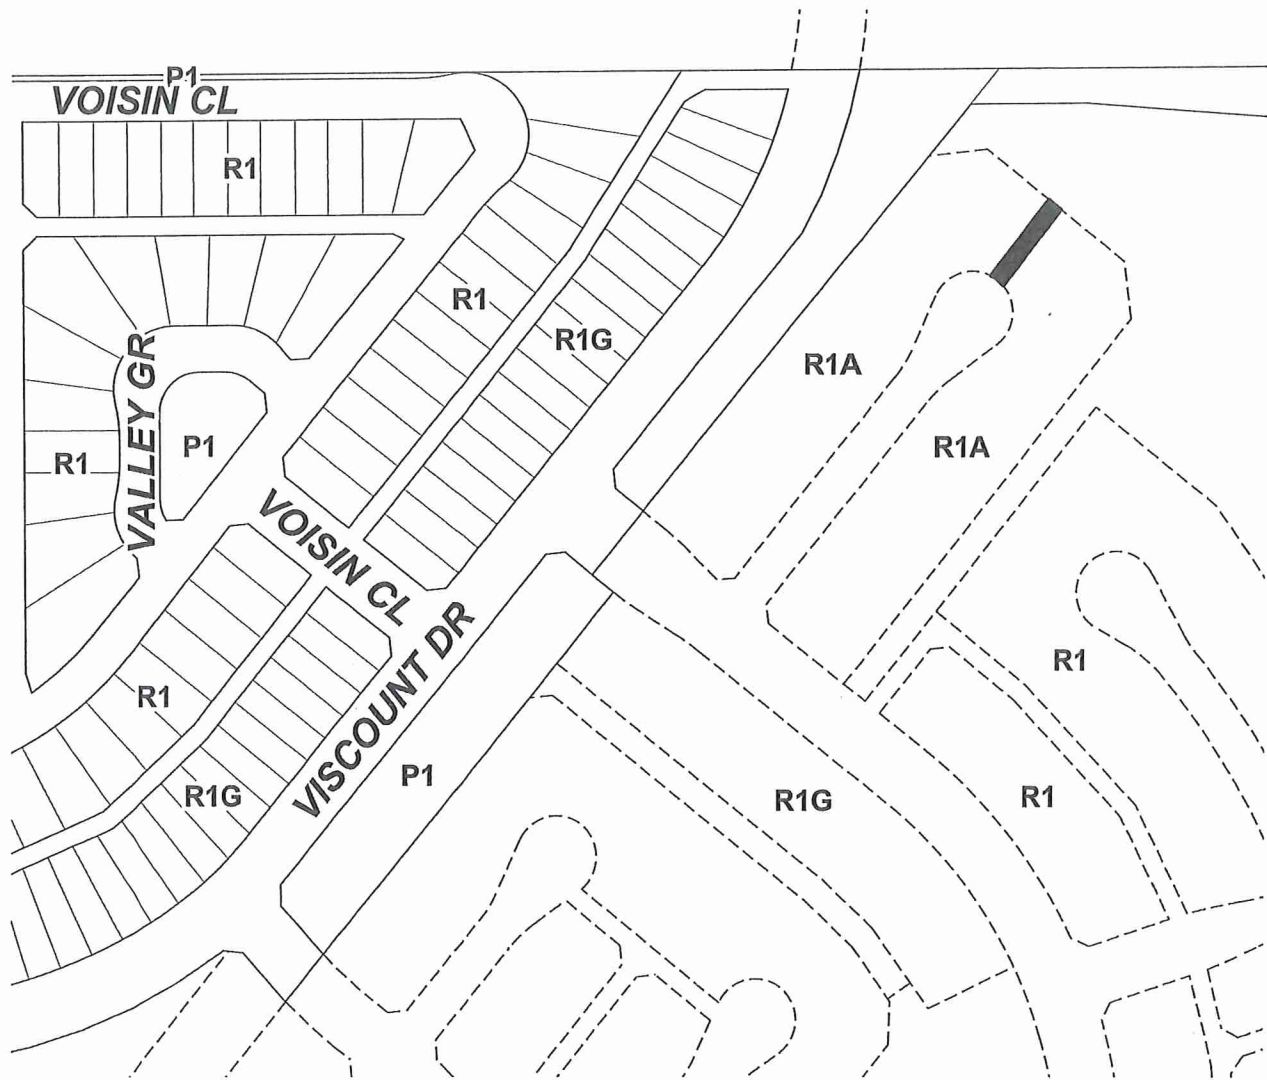 P1
VOISIN CL
R1
R1
R1G
VALLEY GR
R1A
R1
P1
R1A
VOISIN CL
R1
R1
VISCOUNT DR
P1
R1G
R1G
R1